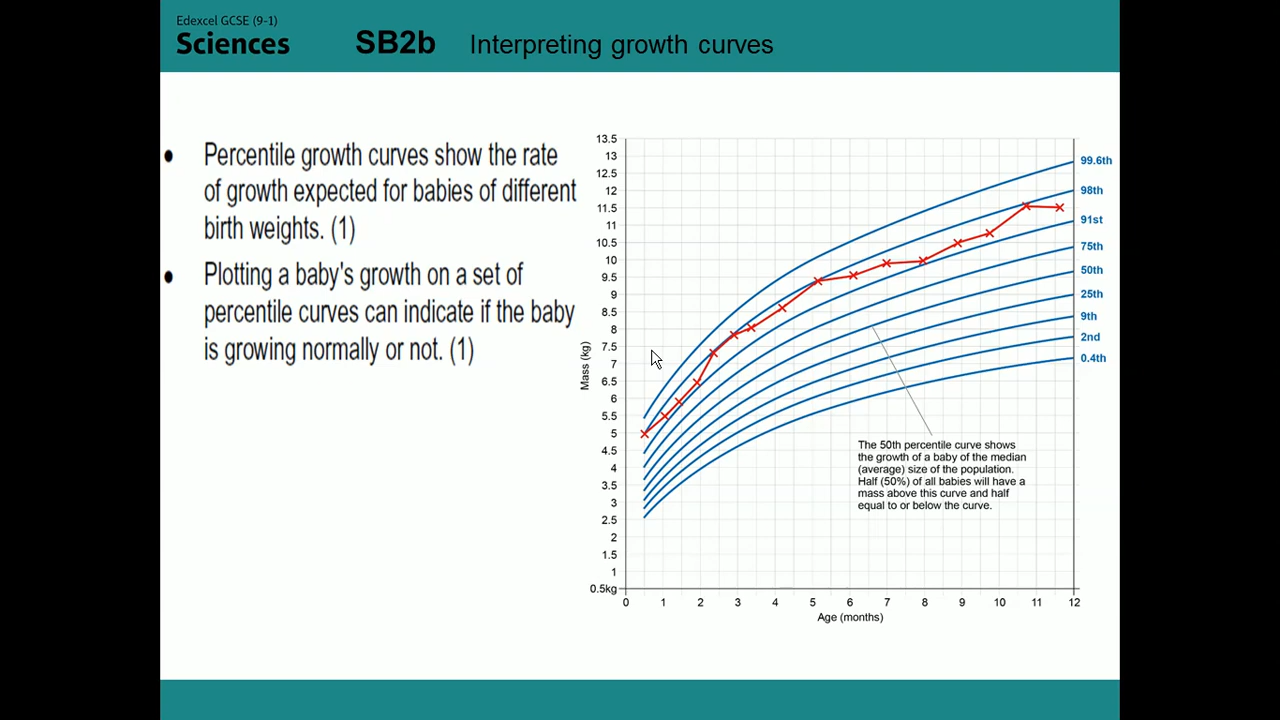 Edexcel GCSE (9-1)
Sciences
SB2b Interpreting growth curves
• Percentile growth curves show the rate
of growth expected for babies of different
birth weights. (1)
• Plotting a baby's growth on a set of
percentile curves can indicate if the baby
is growing normally or not. (1)
13.5
13
12.5
12
11.5
11
10.5
10
9.5
9
8.5
8
7.5
7
6.5
6
5.5
5
4.5
4
3.5
3
2.5
2
1.5
1
0.5kg
Mass (kg)
99.6th
98th
91st
75th
50th
25th
9th
2nd
0.4th
The 50th percentile curve shows
the growth of a baby of the median
(average) size of the population.
Half (50%) of all babies will have a
mass above this curve and half
equal to or below the curve.
0 1 2 3 4 5 6 7 8 9 10 11 12
Age (months)